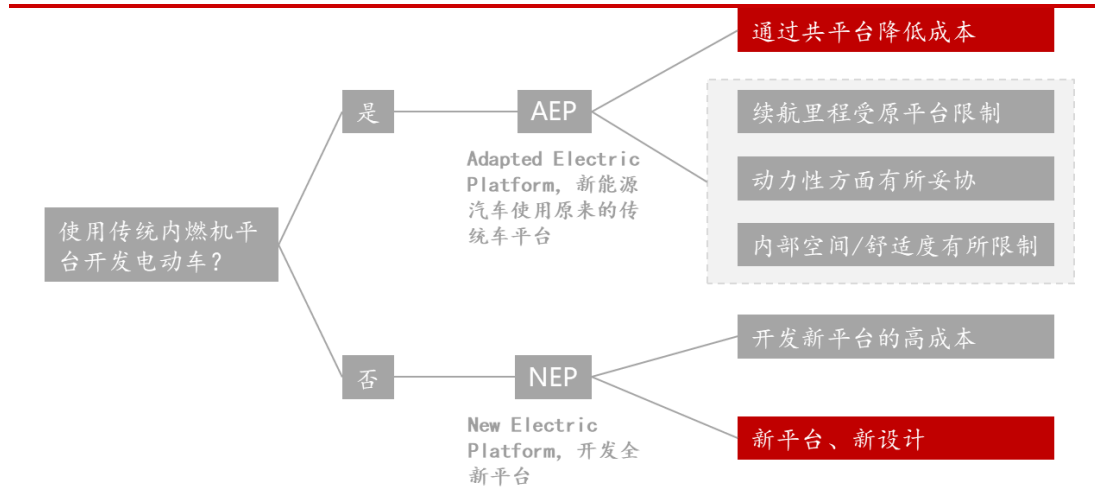 使用传统内燃机平
台开发电动车？
是
AEP
Adapted Electric
Platform, 新能源
汽车使用原来的传
统车平台
通过共平台降低成本
续航里程受原平台限制
动力性方面有所妥协
内部空间/舒适度有所限制
否
NEP
New Electric
Platform, 开发全
新平台
开发新平台的高成本
新平台、新设计